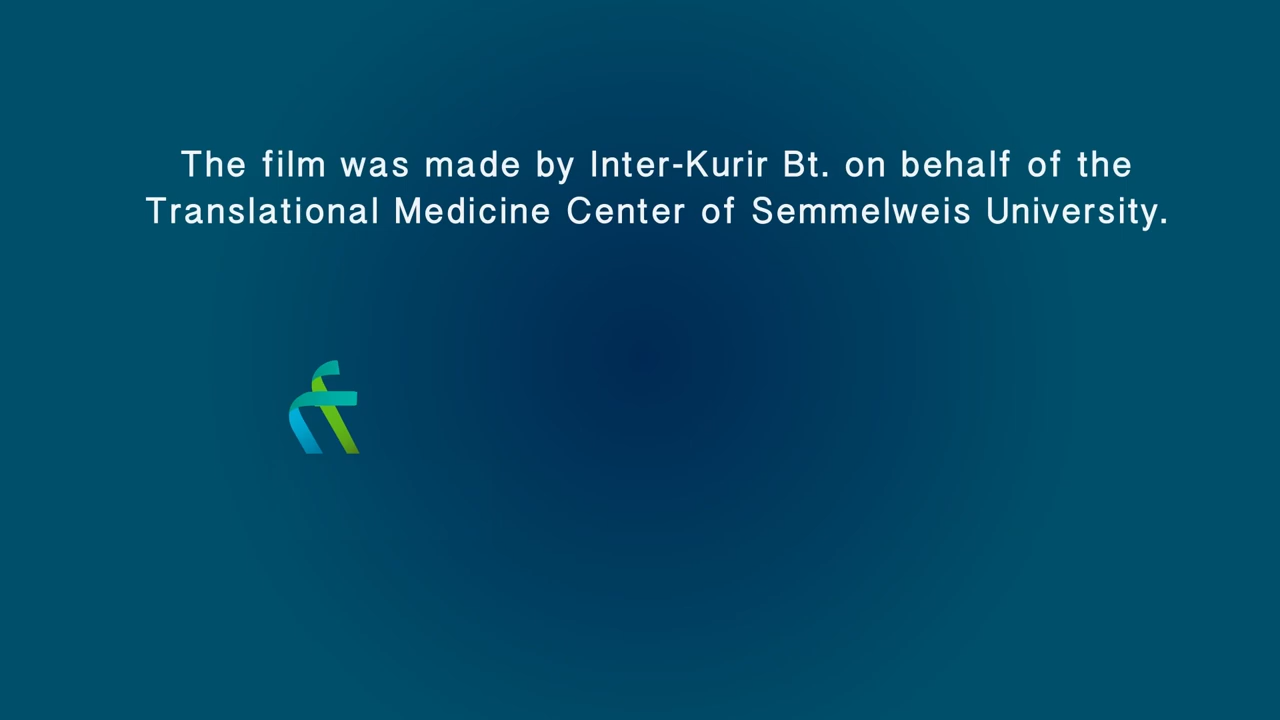 The film was made by Inter-Kurir Bt. on behalf of the
Translational Medicine Center of Semmelweis University.